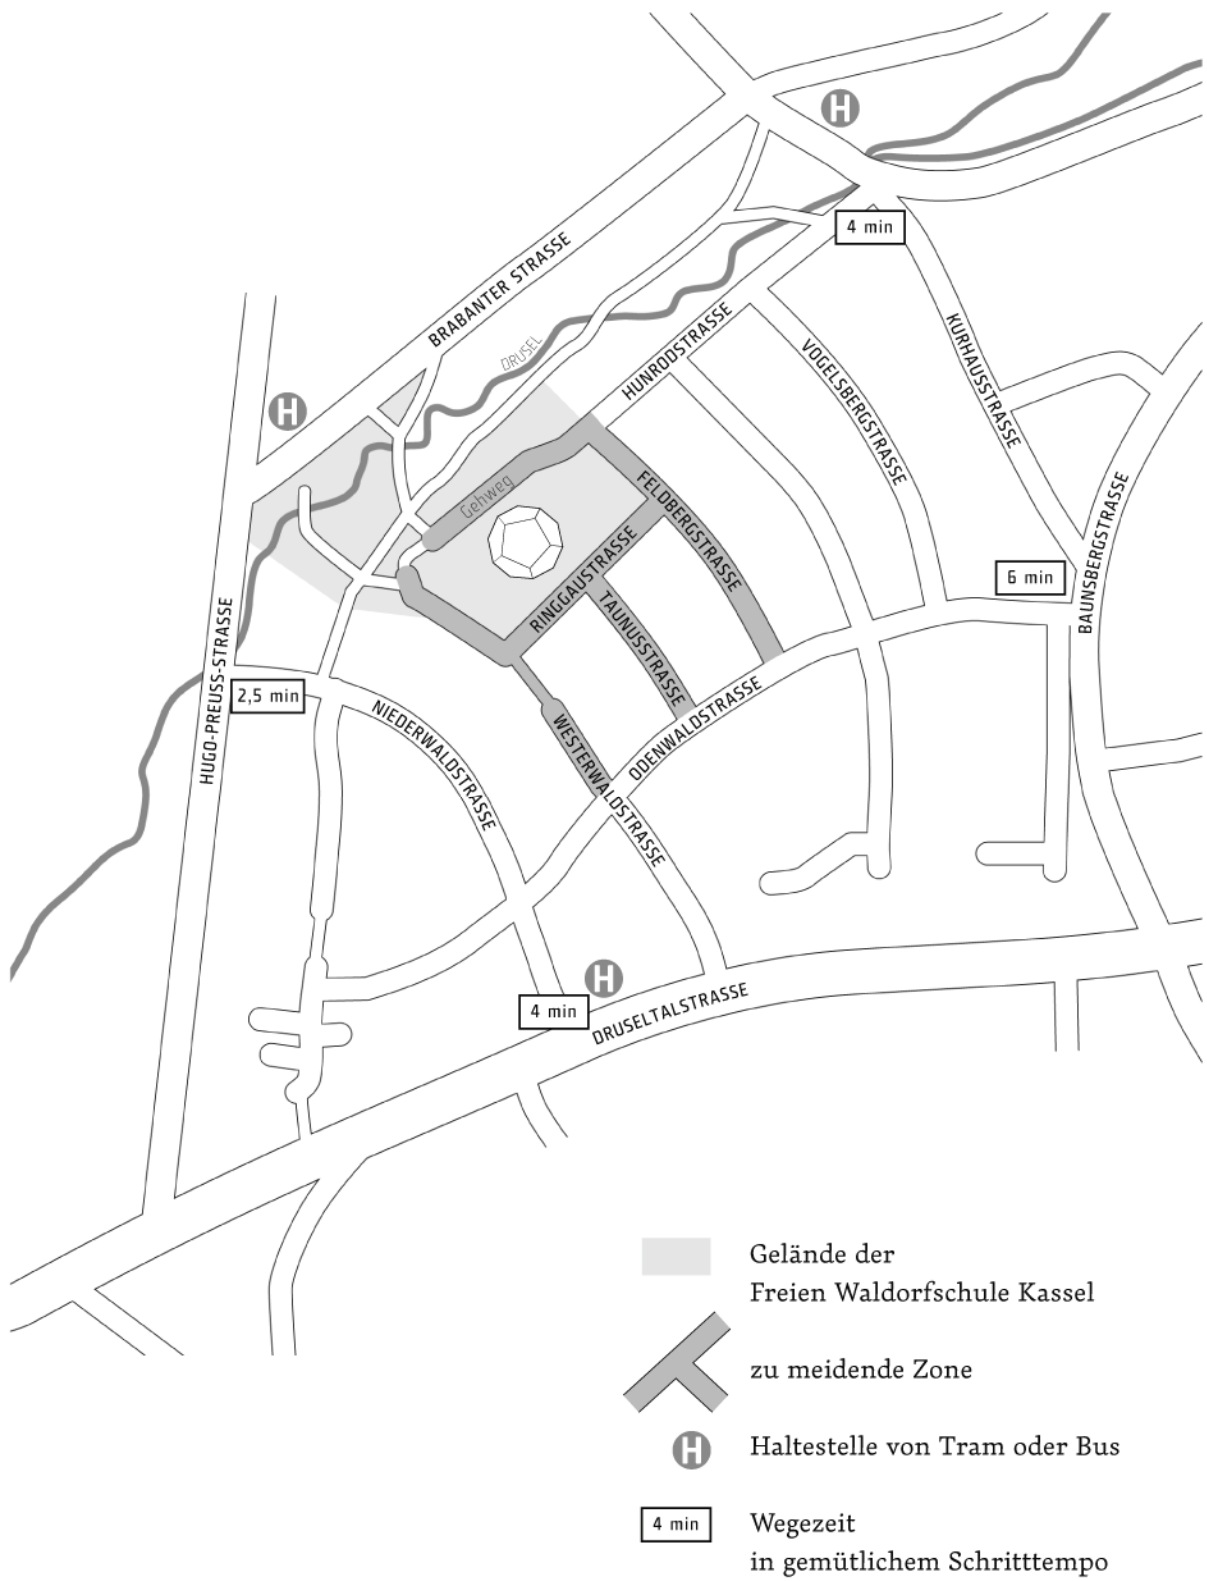 H
4 min
BRABANTER STRASSE
DRUSEL
HUNRODSTRASSE
VOGELSBERGSTRASSE
KURHAUSSTRASSE
H
Gehweg
FELDBERGSTRASSE
RINGGAUSTRASSE
TAUNUSSTRASSE
6 min
BAUNSBERGSTRASSE
HUGO-PREUSS-STRASSE
2,5 min
NIEDERWALDSTRASSE
WESTERWALDSTRASSE
ODENWALDSTRASSE
H
4 min
DRUSELTALSTRASSE
Gelände der
Freien Waldorfschule Kassel
zu meidende Zone
H
Haltestelle von Tram oder Bus
4 min
Wegezeit
in gemütlichem Schritttempo